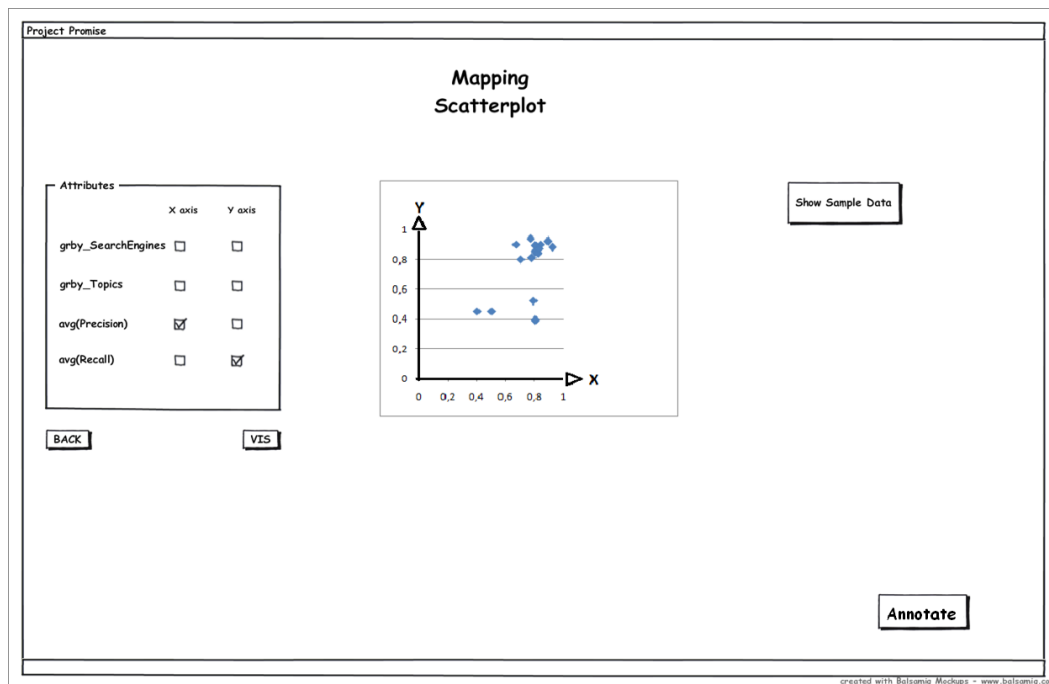 Project Promise
Mapping
Scatterplot
Attributes
X axis Y axis
grby_SearchEngines
grby_Topics
avg(Precision)
avg(Recall)
BACK VIS
Y
1
0,8
0,6
0,4
0,2
0
0 0,2 0,4 0,6 0,8 1
X
Show Sample Data
Annotate
created with Balsamiq Mockups - www.balsamiq.co